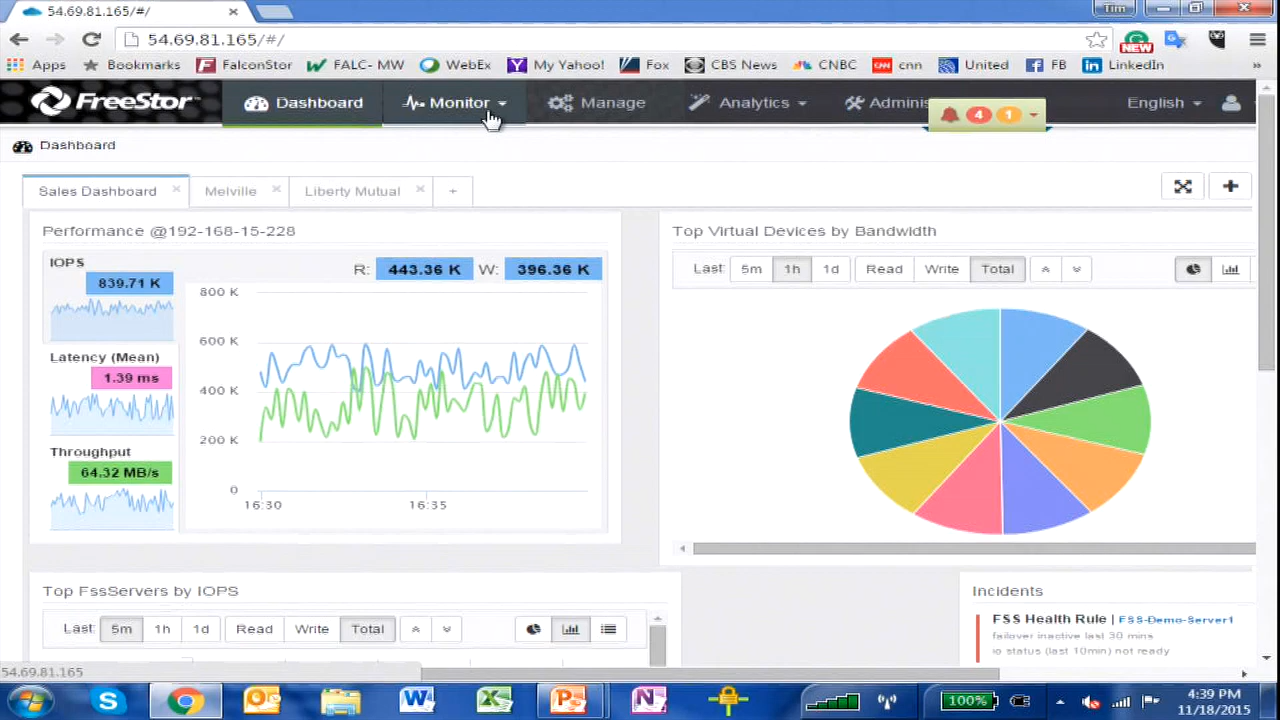 54.69.81.165/#/
Tim
54.69.81.165/#/
NEW
Apps Bookmarks FalconStor FALC- MW WebEx My Yahoo! Fox CBS News CNBC cnn United FB LinkedIn »
FreeStor Dashboard Monitor Manage Analytics Adminis 4 1 English
Dashboard
Sales Dashboard × Melville × Liberty Mutual × +
Performance @192-168-15-228
IOPS
839.71 K
R: 443.36 K W: 396.36 K
800 K
600 K
400 K
200 K
0
16:30 16:35
Latency (Mean)
1.39 ms
Throughput
64.32 MB/s
Top Virtual Devices by Bandwidth
Last: 5m 1h 1d Read Write Total
Top FssServers by IOPS
Last: 5m 1h 1d Read Write Total
Incidents
FSS Health Rule | FSS-Demo-Server1
failover inactive last 30 mins
io status (last 10min) not ready
54.69.81.165
100%
4:39 PM
11/18/2015